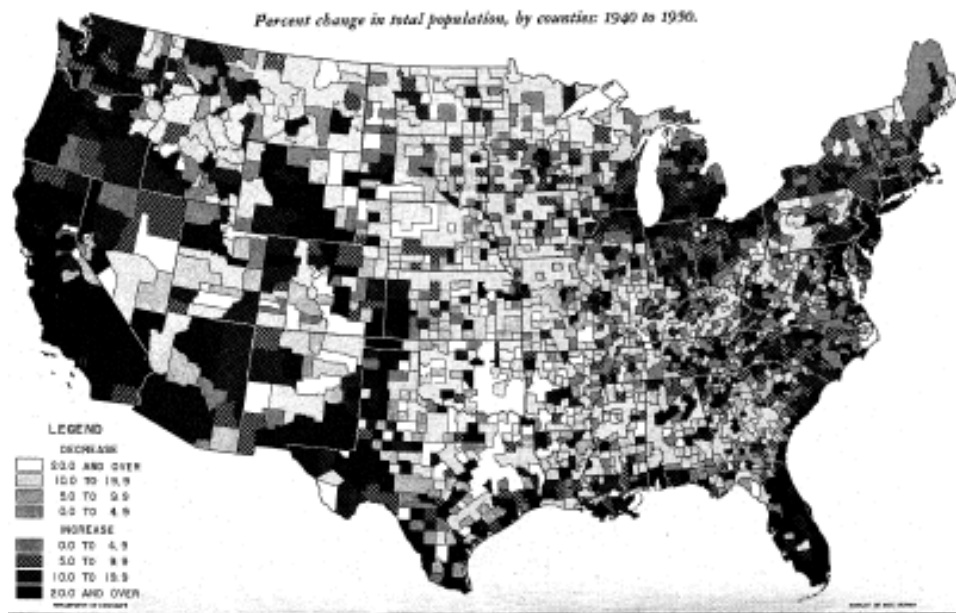 Percent change in total population, by counties: 1940 to 1950.
LEGEND
DECREASE
20.0 AND OVER
10.0 TO 19.9
5.0 TO 9.9
0.0 TO 4.9
INCREASE
0.0 TO 4.9
5.0 TO 9.9
10.0 TO 19.9
20.0 AND OVER